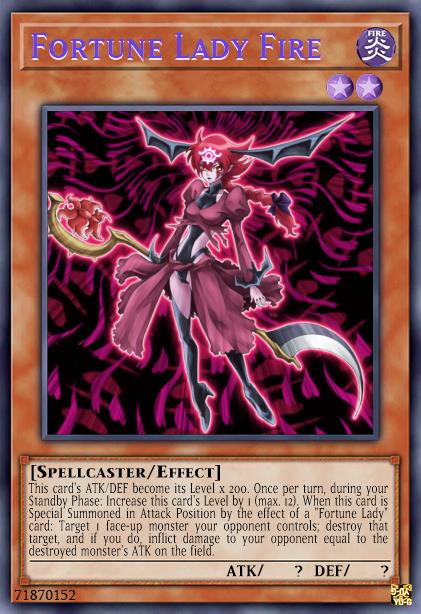 Fortune Lady Fire
FIRE
炎
[Spellcaster/Effect]
This card's ATK/DEF become its Level x 200. Once per turn, during your
Standby Phase: Increase this card's Level by 1 (max. 12). When this card is
Special Summoned in Attack Position by the effect of a "Fortune Lady"
card: Target 1 face-up monster your opponent controls; destroy that
target, and if you do, inflict damage to your opponent equal to the
destroyed monster's ATK on the field.
ATK/ ? DEF/ ?
71870152